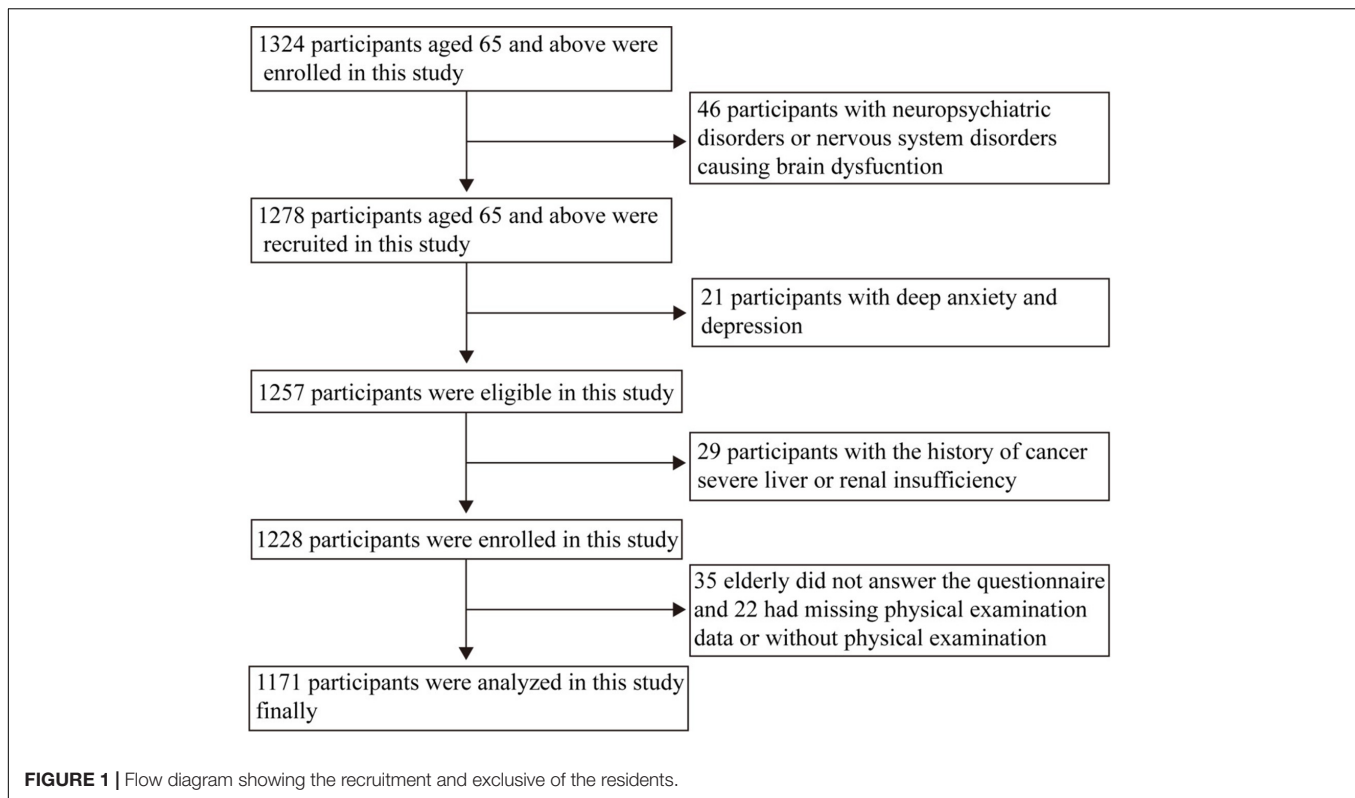 1324 participants aged 65 and above were
enrolled in this study
46 participants with neuropsychiatric
disorders or nervous system disorders
causing brain dysfucntion
1278 participants aged 65 and above were
recruited in this study
21 participants with deep anxiety and
depression
1257 participants were eligible in this study
29 participants with the history of cancer
severe liver or renal insufficiency
1228 participants were enrolled in this study
35 elderly did not answer the questionnaire
and 22 had missing physical examination
data or without physical examination
1171 participants were analyzed in this study
finally
FIGURE 1 | Flow diagram showing the recruitment and exclusive of the residents.